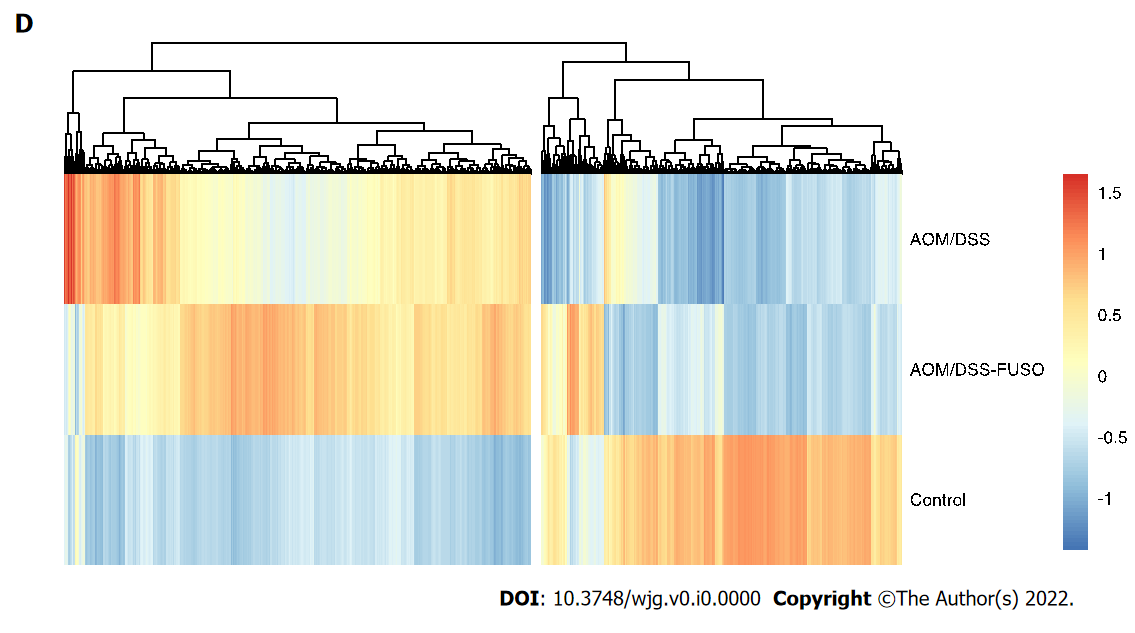 D
1.5
AOM/DSS
1
0.5
AOM/DSS-FUSO
0
-0.5
Control
-1
DOI: 10.3748/wjg.v0.i0.0000 Copyright ©The Author(s) 2022.